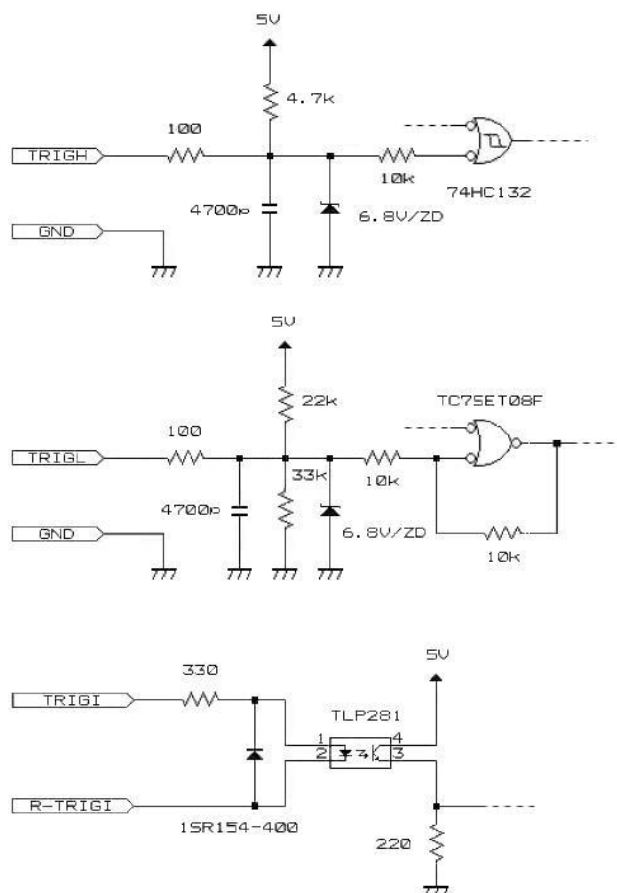 5V
4.7k
100
TRIGH
10k
74HC132
4700p
6.8V/ZD
GND
5V
22k
TC7SET08F
100
TRIGL
33k
10k
4700p
6.8V/ZD
GND
10k
330
5V
TRIGI
TLP281
1 4
2 3
R-TRIGI
1SR154-400
220